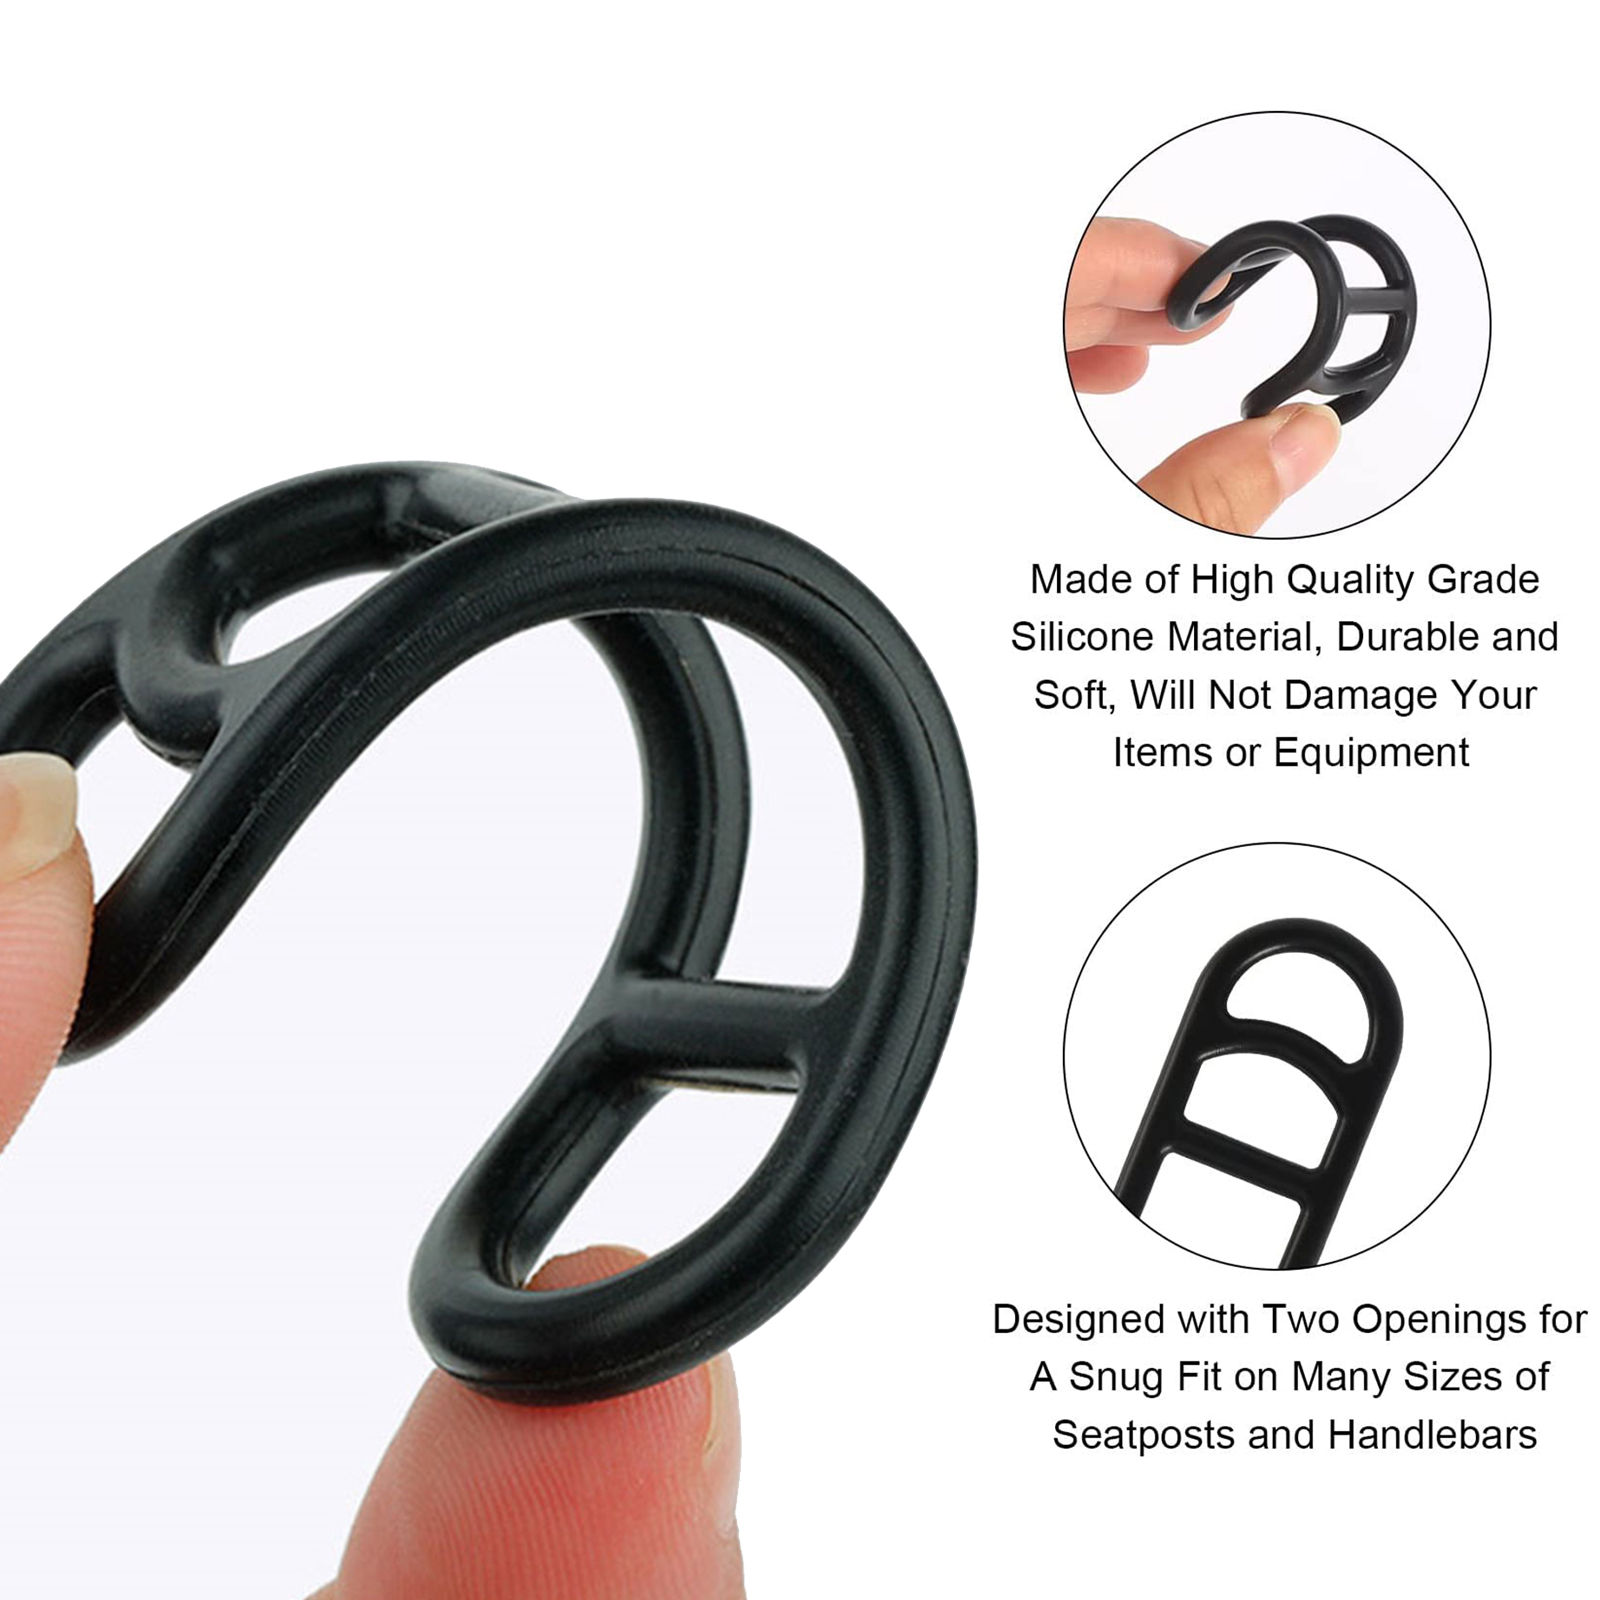 Made of High Quality Grade
Silicone Material, Durable and
Soft, Will Not Damage Your
Items or Equipment
Designed with Two Openings for
A Snug Fit on Many Sizes of
Seatposts and Handlebars